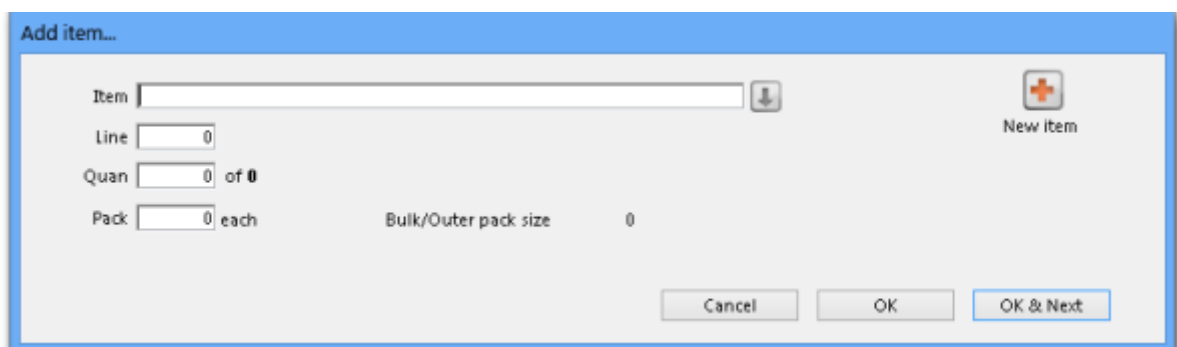 Add item...
Item
New item
Line 0
Quan 0 of 0
Pack 0 each Bulk/Outer pack size 0
Cancel OK OK & Next